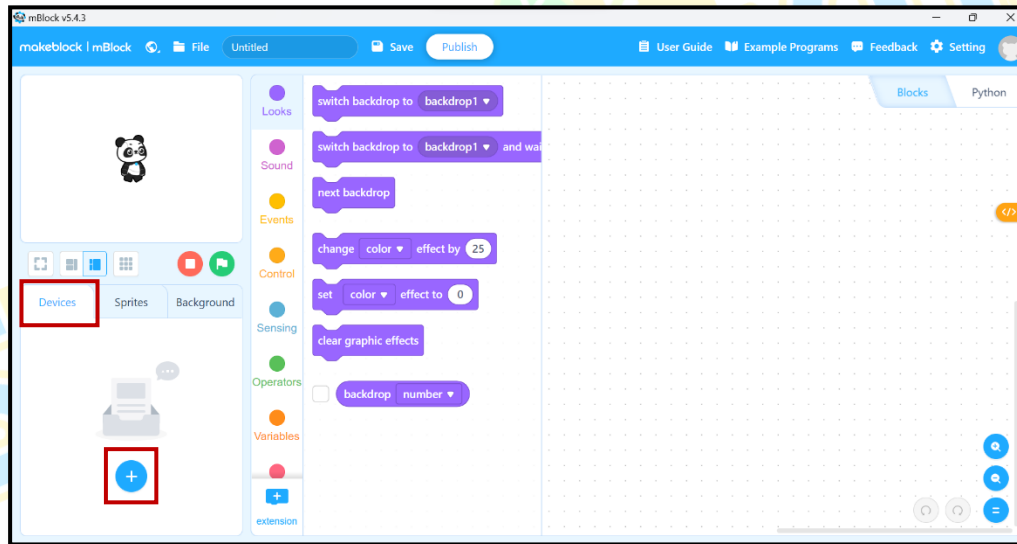 mBlock v5.4.3
makeblock | mBlock File Untitled Save Publish User Guide Example Programs Feedback Setting
Looks
Sound
Events
Control
Sensing
Operators
Variables
extension
switch backdrop to backdrop1
switch backdrop to backdrop1 and wai
next backdrop
change color effect by 25
set color effect to 0
clear graphic effects
backdrop number
Blocks Python
Devices Sprites Background